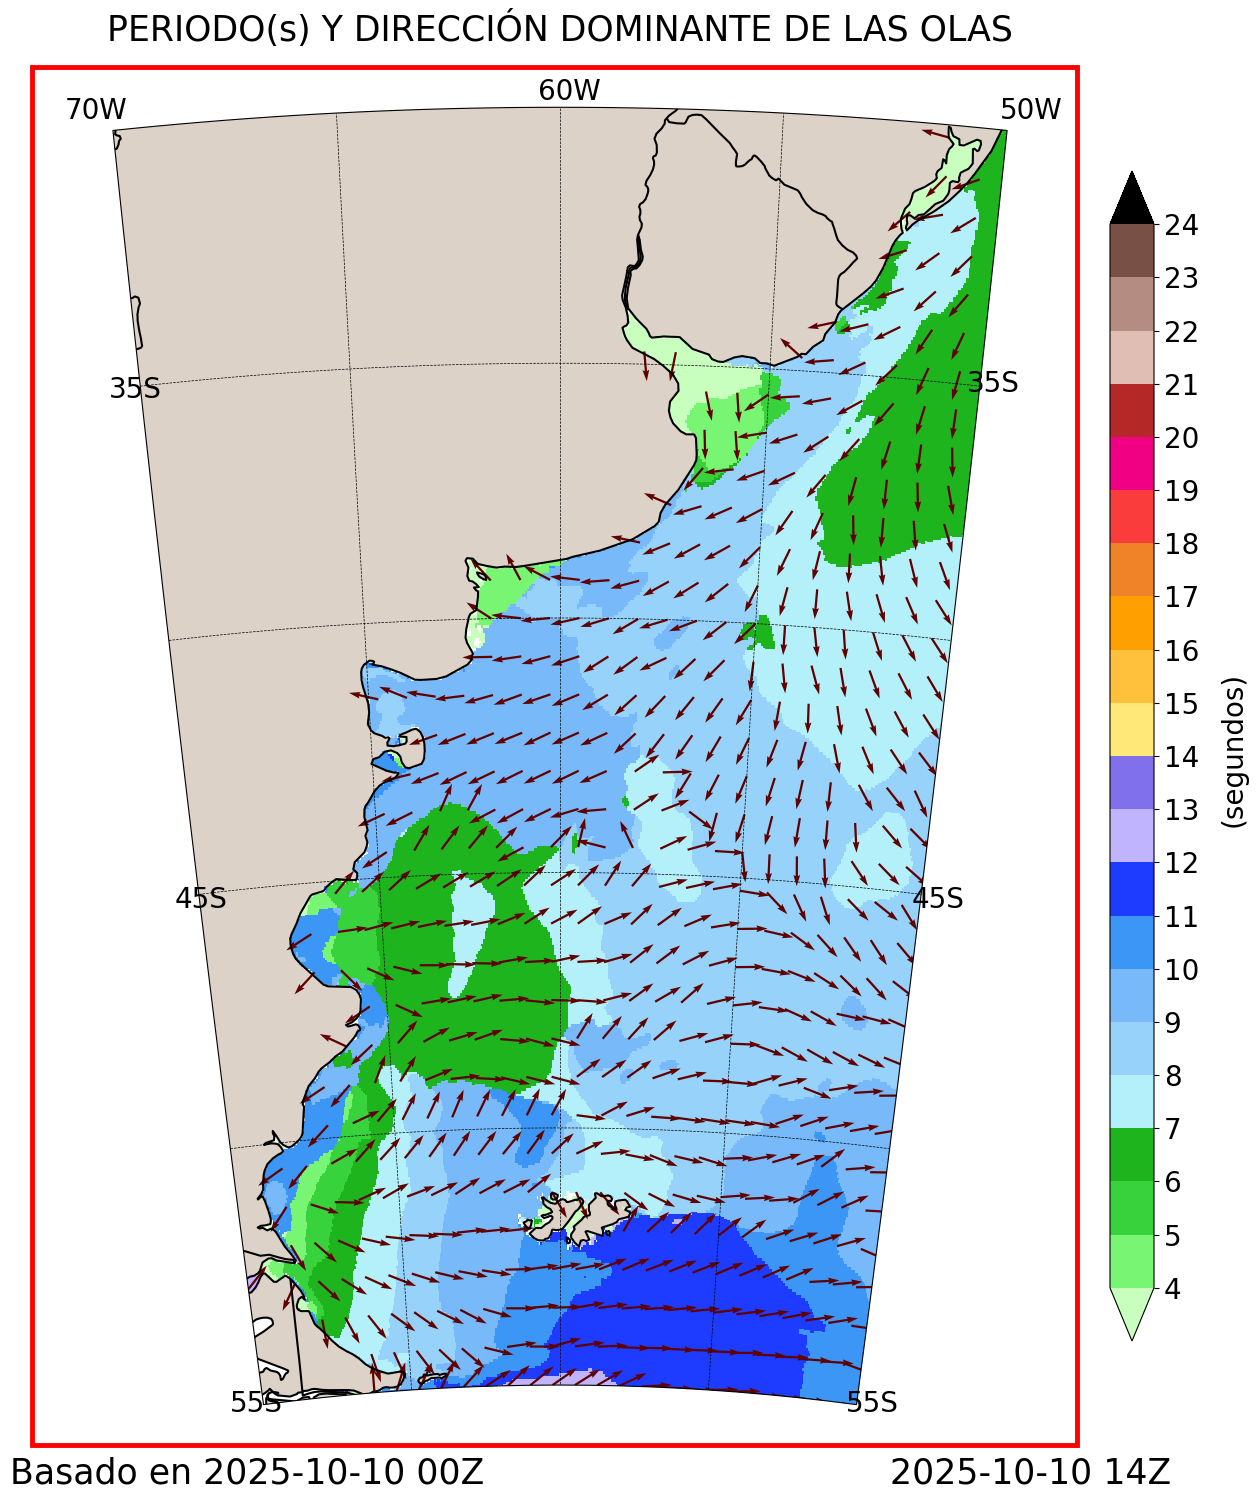 PERIODO(s) Y DIRECCIÓN DOMINANTE DE LAS OLAS
70W
60W
50W
35S
35S
45S
45S
55S
55S
24
23
22
21
20
19
18
17
16
15
14
13
12
11
10
9
8
7
6
5
4
(segundos)
Basado en 2025-10-10 00Z
2025-10-10 14Z